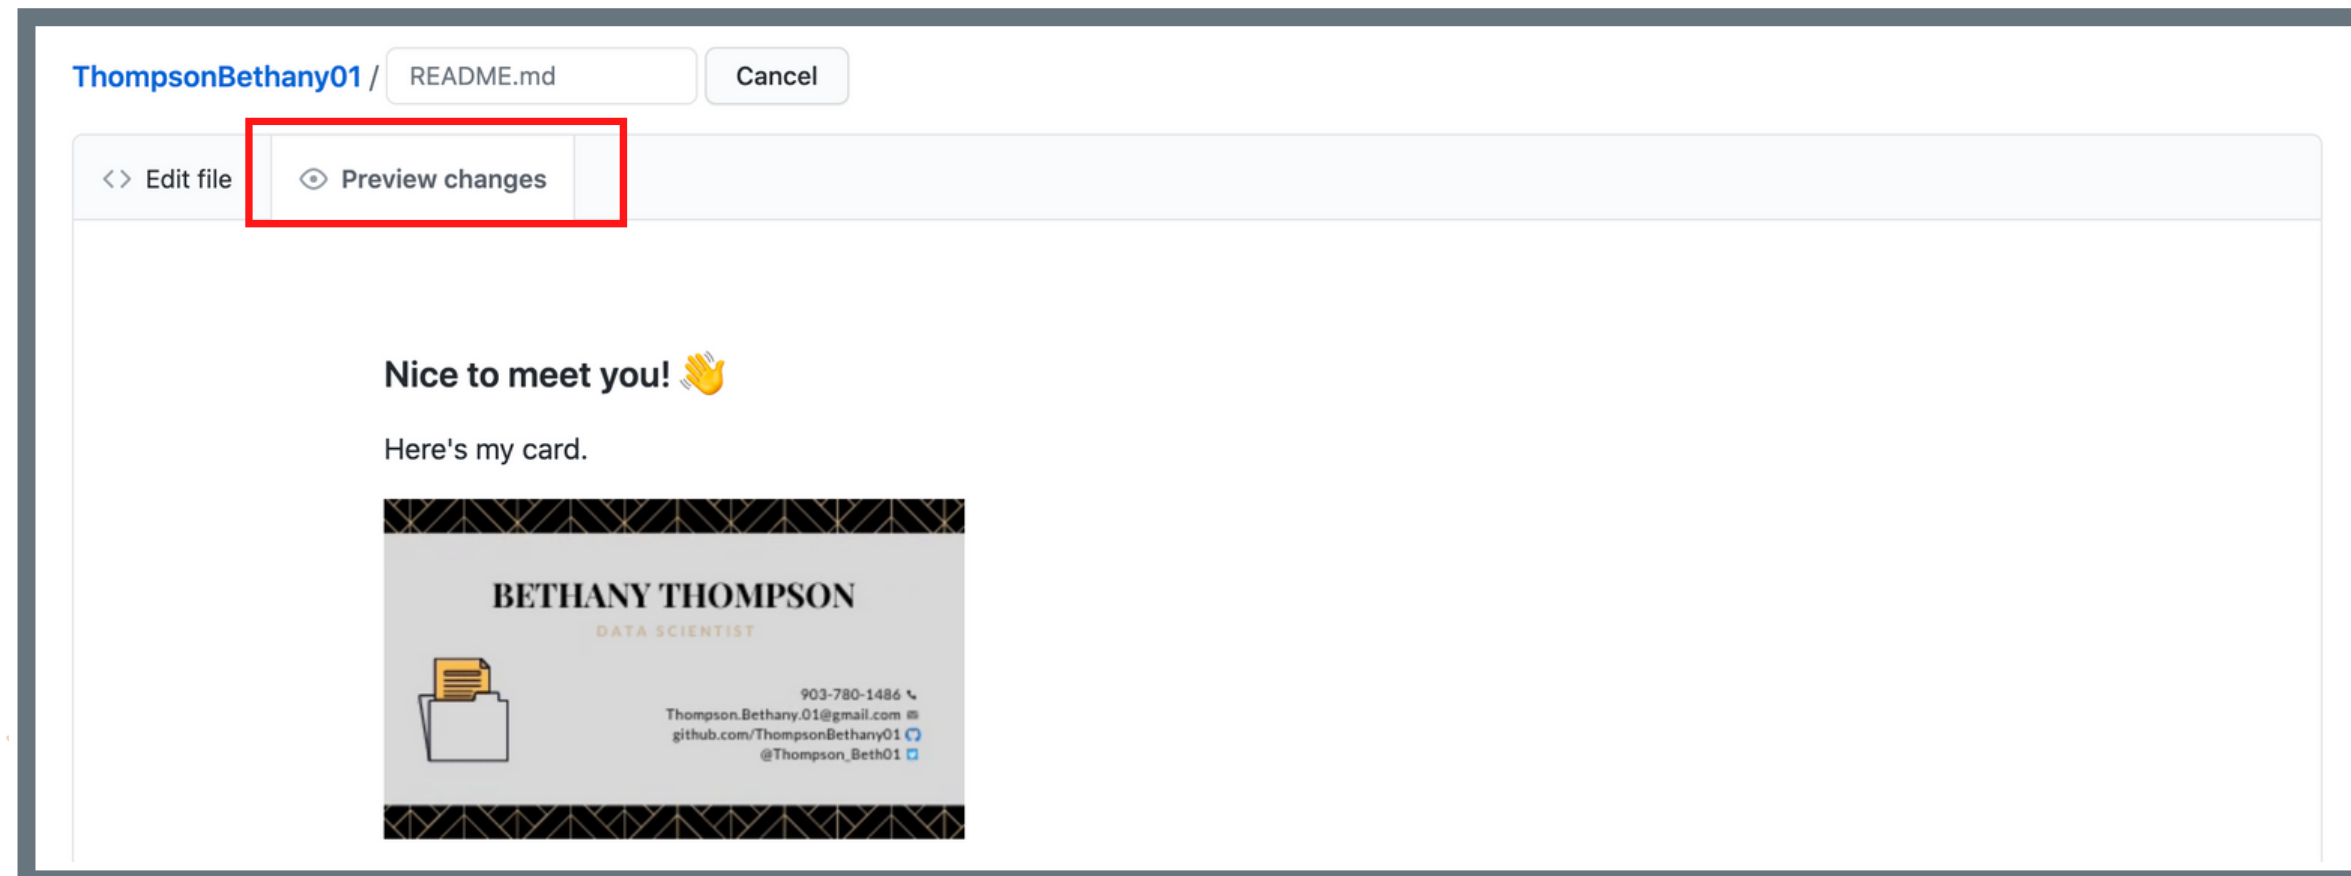 ThompsonBethany01 / README.md Cancel
<> Edit file Preview changes
Nice to meet you! 👋
Here's my card.
BETHANY THOMPSON
DATA SCIENTIST
903-780-1486
Thompson.Bethany.01@gmail.com
github.com/ThompsonBethany01
@Thompson_Beth01